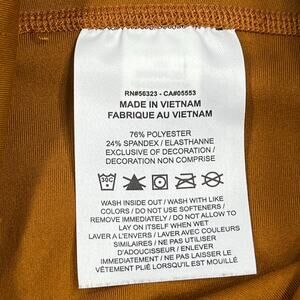 RN#56323 - CA#05553
MADE IN VIETNAM
FABRIQUE AU VIETNAM
76% POLYESTER
24% SPANDEX / ELASTHANNE
EXCLUSIVE OF DECORATION /
DECORATION NON COMPRISE
30C
WASH INSIDE OUT / WASH WITH LIKE
COLORS / DO NOT USE SOFTENERS /
REMOVE IMMEDIATELY / DO NOT ALLOW TO
LAY ON ITSELF WHEN WET
LAVER A L'ENVERS / LAVER AVEC COULEURS
SIMILAIRES / NE PAS UTILISER
D'ADOUCISSEUR / ENLEVER
IMMEDIATEMENT / NE PAS LAISSER LE
VÊTEMENT PLIÉ LORSQU'IL EST MOUILLÉ